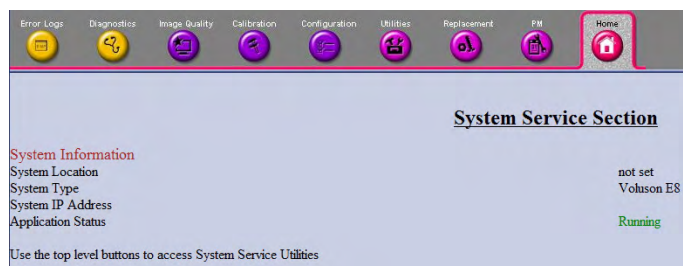 Error Logs Diagnostics Image Quality Calibration Configuration Utilities Replacement PM Home
System Service Section
System Information
System Location not set
System Type Voluson E8
System IP Address
Application Status Running
Use the top level buttons to access System Service Utilities